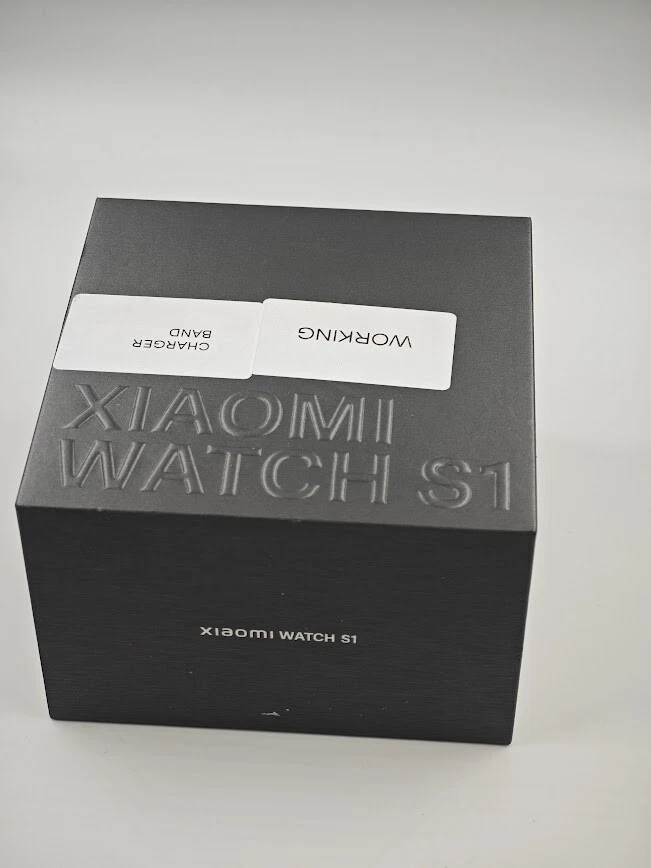 CHARGER
BAND
WORKING
XIAOMI
WATCH S1
xiaomi WATCH S1